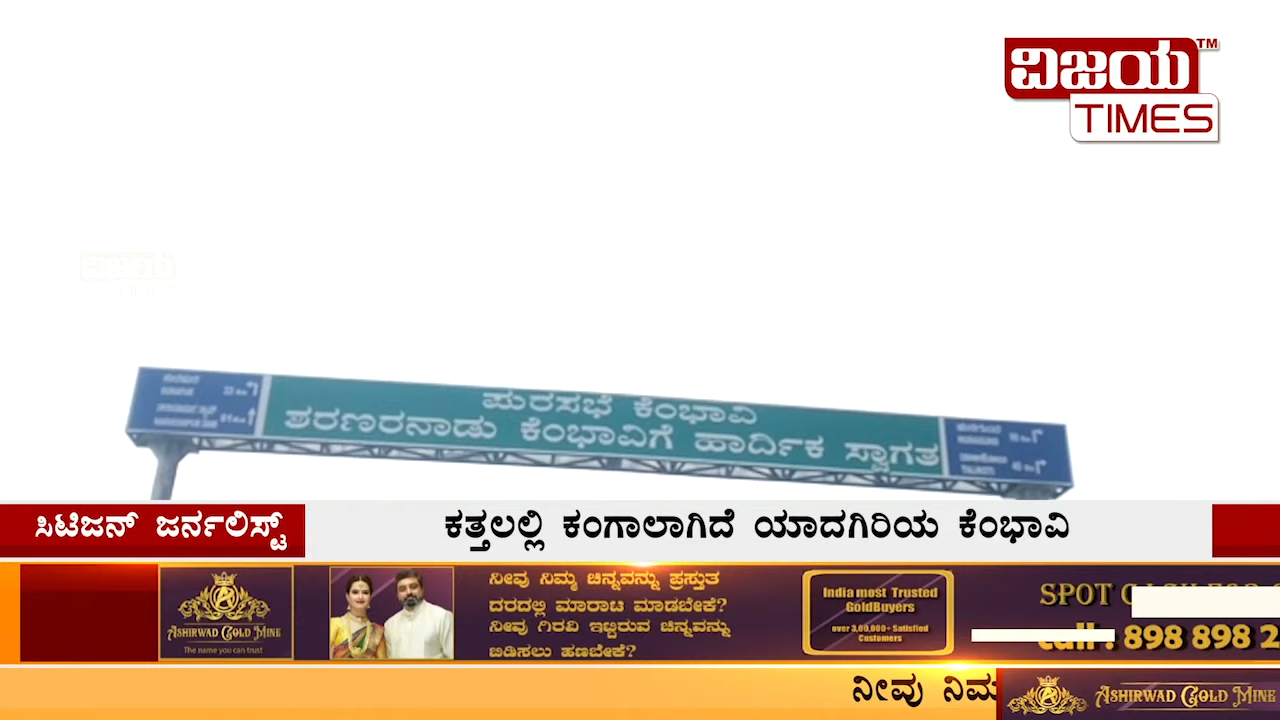 ವಿಜಯ TM
TIMES
ಪುರಸಭೆ ಕೆಂಭಾವಿ
ಶರಣರನಾಡು ಕೆಂಭಾವಿಗೆ ಹಾರ್ದಿಕ ಸ್ವಾಗತ
ಸಿಟಿಜನ್ ಜರ್ನಲಿಸ್ಟ್
ಕತ್ತಲಲ್ಲಿ ಕಂಗಾಲಾಗಿದೆ ಯಾದಗಿರಿಯ ಕೆಂಭಾವಿ
ASHIRWAD GOLD MINE
The name you can trust
ನೀವು ನಿಮ್ಮ ಚಿನ್ನವನ್ನು ಪ್ರಸ್ತುತ
ದರದಲ್ಲಿ ಮಾರಾಟ ಮಾಡಬೇಕೆ?
ನೀವು ಗಿರವಿ ಇಟ್ಟಿರುವ ಚಿನ್ನವನ್ನು
ಬಿಡಿಸಲು ಹಣಬೇಕೆ?
India most Trusted
GoldBuyers
over 3,00,000+ Satisfied
Customers
SPOT
call : 898 898 2
ನೀವು
ASHIRWAD GOLD MINE